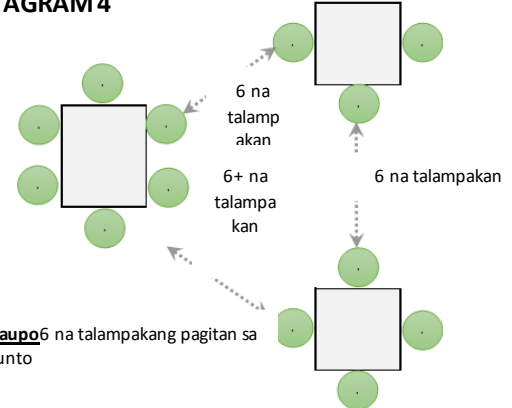 AGRAM 4
6 na
talamp
akan
6+ na
talampa
kan
6 na talampakan
aupo6 na talampakang pagitan sa
unto